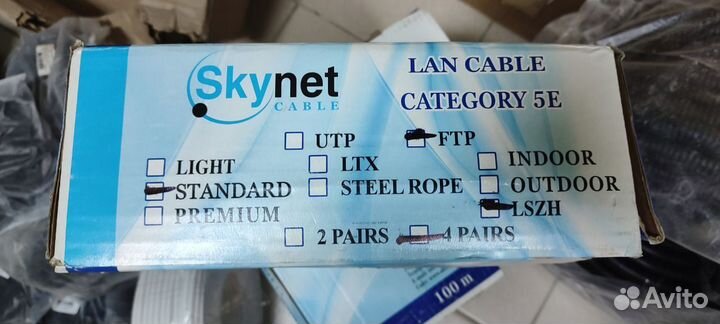 Skynet
CABLE
LAN CABLE
CATEGORY 5E
UTP
FTP
LIGHT
LTX
INDOOR
STANDARD
STEEL ROPE
OUTDOOR
PREMIUM
LSZH
2 PAIRS
4 PAIRS
100 m
Avito